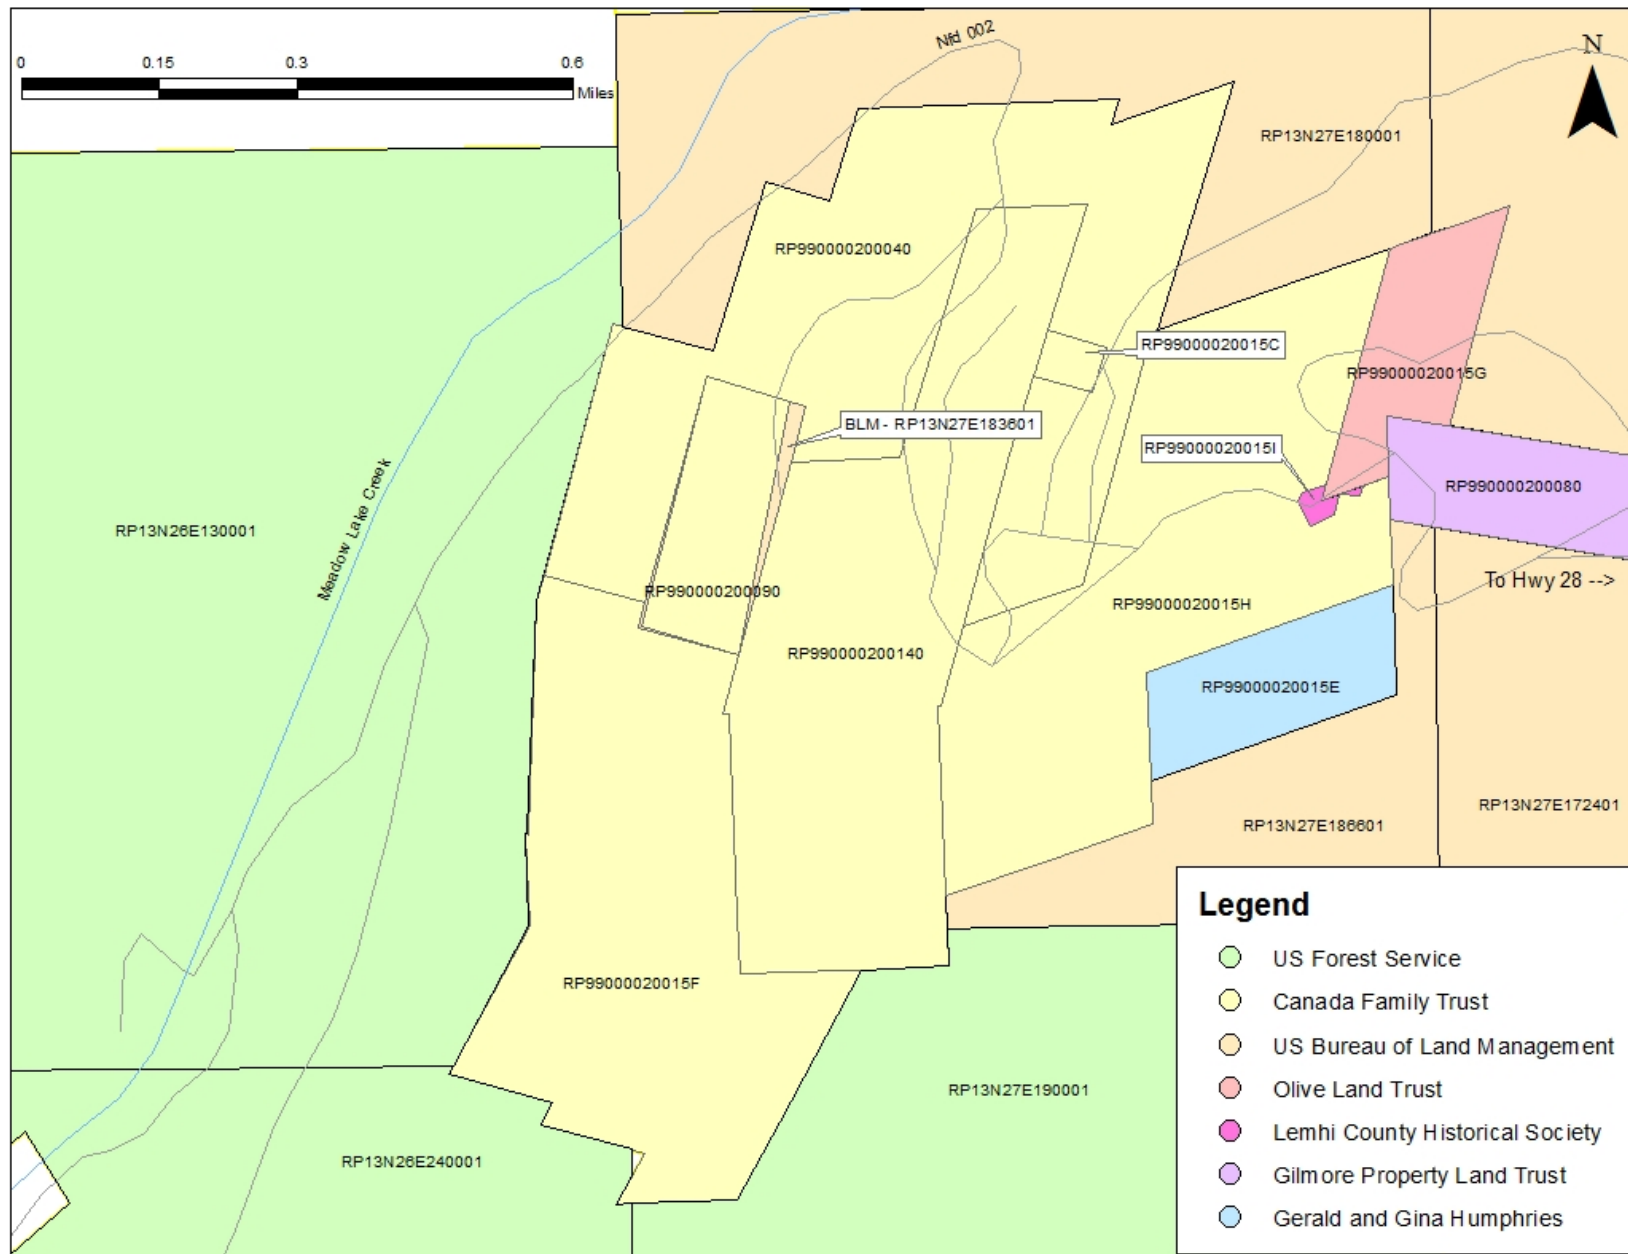 0 0.15 0.3 0.6
Miles
Nfd 002
N
RP13N27E180001
RP990000200040
RP99000020015C
RP99000020015G
BLM - RP13N27E183601
RP99000020015I
RP990000200080
RP13N26E130001
Meadow Lake Creek
To Hwy 28 -->
RP990000200090
RP99000020015H
RP990000200140
RP99000020015E
RP13N27E172401
RP13N27E186601
RP99000020015F
RP13N27E190001
RP13N26E240001
Legend
US Forest Service
Canada Family Trust
US Bureau of Land Management
Olive Land Trust
Lemhi County Historical Society
Gilmore Property Land Trust
Gerald and Gina Humphries